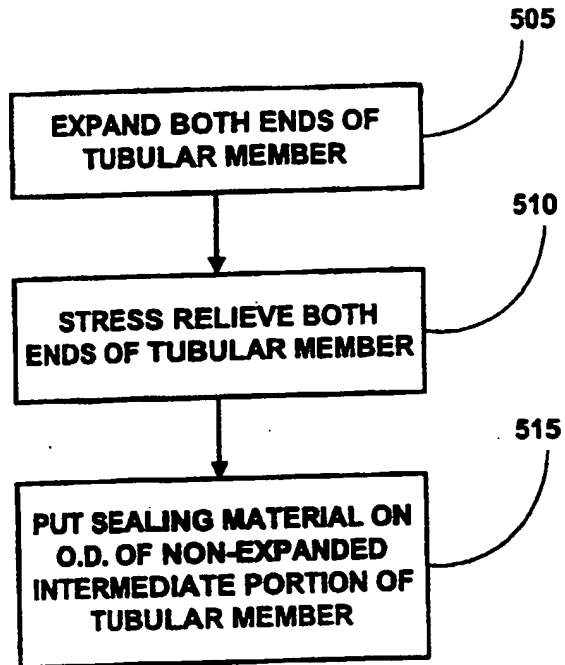 505
EXPAND BOTH ENDS OF
TUBULAR MEMBER
510
STRESS RELIEVE BOTH
ENDS OF TUBULAR MEMBER
515
PUT SEALING MATERIAL ON
O.D. OF NON-EXPANDED
INTERMEDIATE PORTION OF
TUBULAR MEMBER